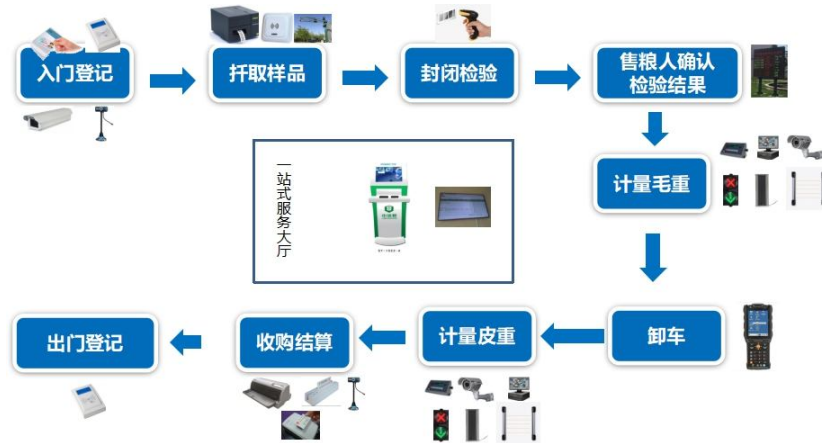 入门登记
扦取样品
封闭检验
售粮人确认
检验结果
计量毛重
一站式服务大厅
卸车
计量皮重
收购结算
出门登记